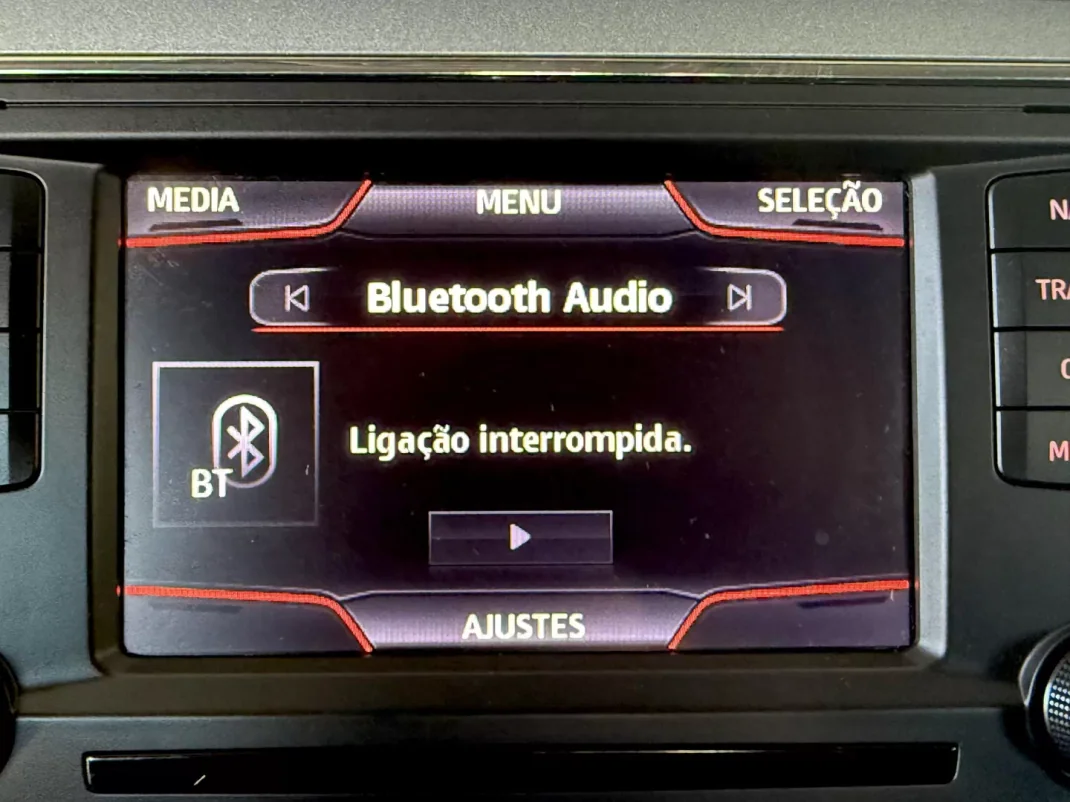 MEDIA MENU SELEÇÃO
Bluetooth Audio
BT
Ligação interrompida.
AJUSTES